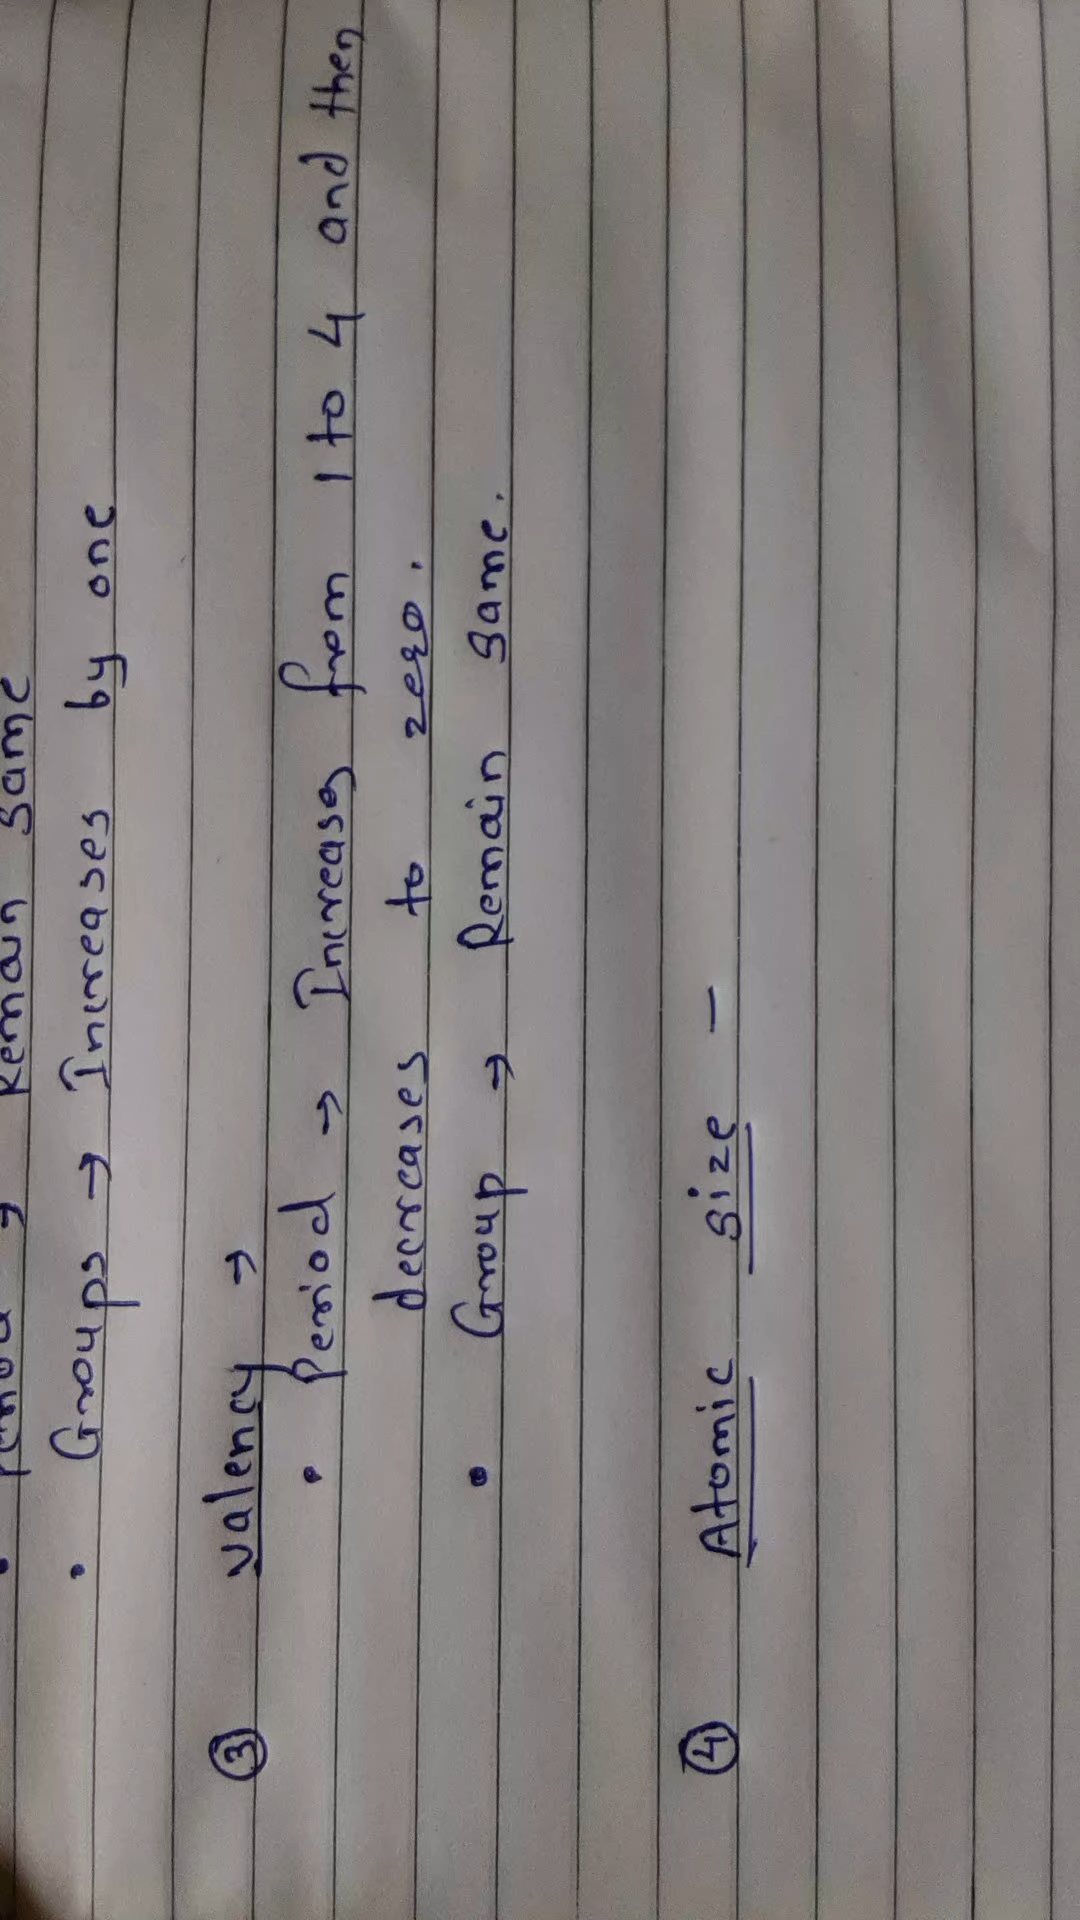 • Period → Remain same
• Groups → Increases by one
③ valency →
• Period → Increases from 1 to 4 and then
decreases to zero.
• Group → Remain same.
④ Atomic size –